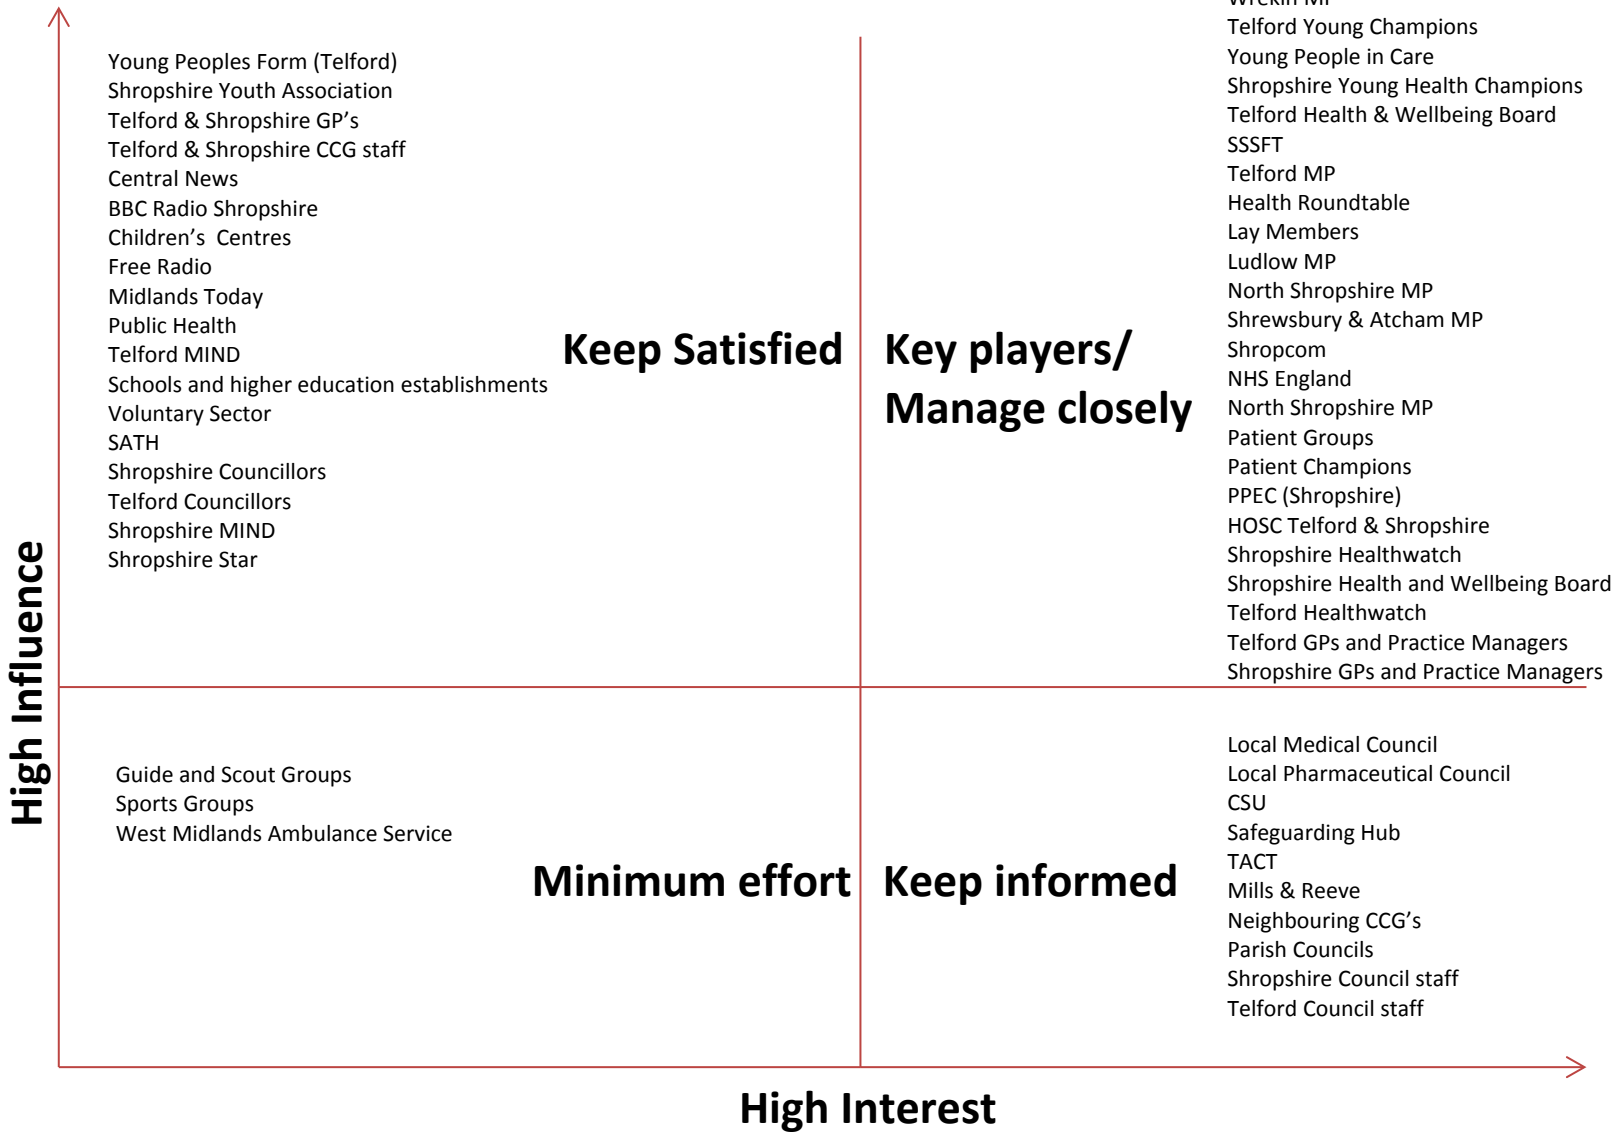 Young Peoples Form (Telford)
Shropshire Youth Association
Telford & Shropshire GP’s
Telford & Shropshire CCG staff
Central News
BBC Radio Shropshire
Children’s  Centres
Free Radio
Midlands Today
Public Health
Telford MIND
Schools and higher education establishments
Voluntary Sector
SATH
Shropshire Councillors
Telford Councillors
Shropshire MIND
Shropshire Star
Keep Satisfied
Key players/
Manage closely
Wrekin MP
Telford Young Champions
Young People in Care
Shropshire Young Health Champions
Telford Health & Wellbeing Board
SSSFT
Telford MP
Health Roundtable
Lay Members
Ludlow MP
North Shropshire MP
Shrewsbury & Atcham MP
Shropcom
NHS England
North Shropshire MP
Patient Groups
Patient Champions
PPEC (Shropshire)
HOSC Telford & Shropshire
Shropshire Healthwatch
Shropshire Health and Wellbeing Board
Telford Healthwatch
Telford GPs and Practice Managers
Shropshire GPs and Practice Managers
High Influence
Guide and Scout Groups
Sports Groups
West Midlands Ambulance Service
Minimum effort
Keep informed
Local Medical Council
Local Pharmaceutical Council
CSU
Safeguarding Hub
TACT
Mills & Reeve
Neighbouring CCG’s
Parish Councils
Shropshire Council staff
Telford Council staff
High Interest